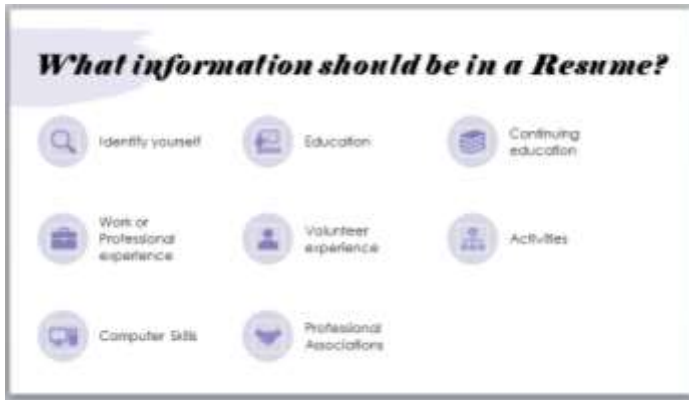 What information should be in a Resume?
Identify yourself
Education
Continuing
education
Work or
Professional
experience
Volunteer
experience
Activities
Computer Skills
Professional
Associations